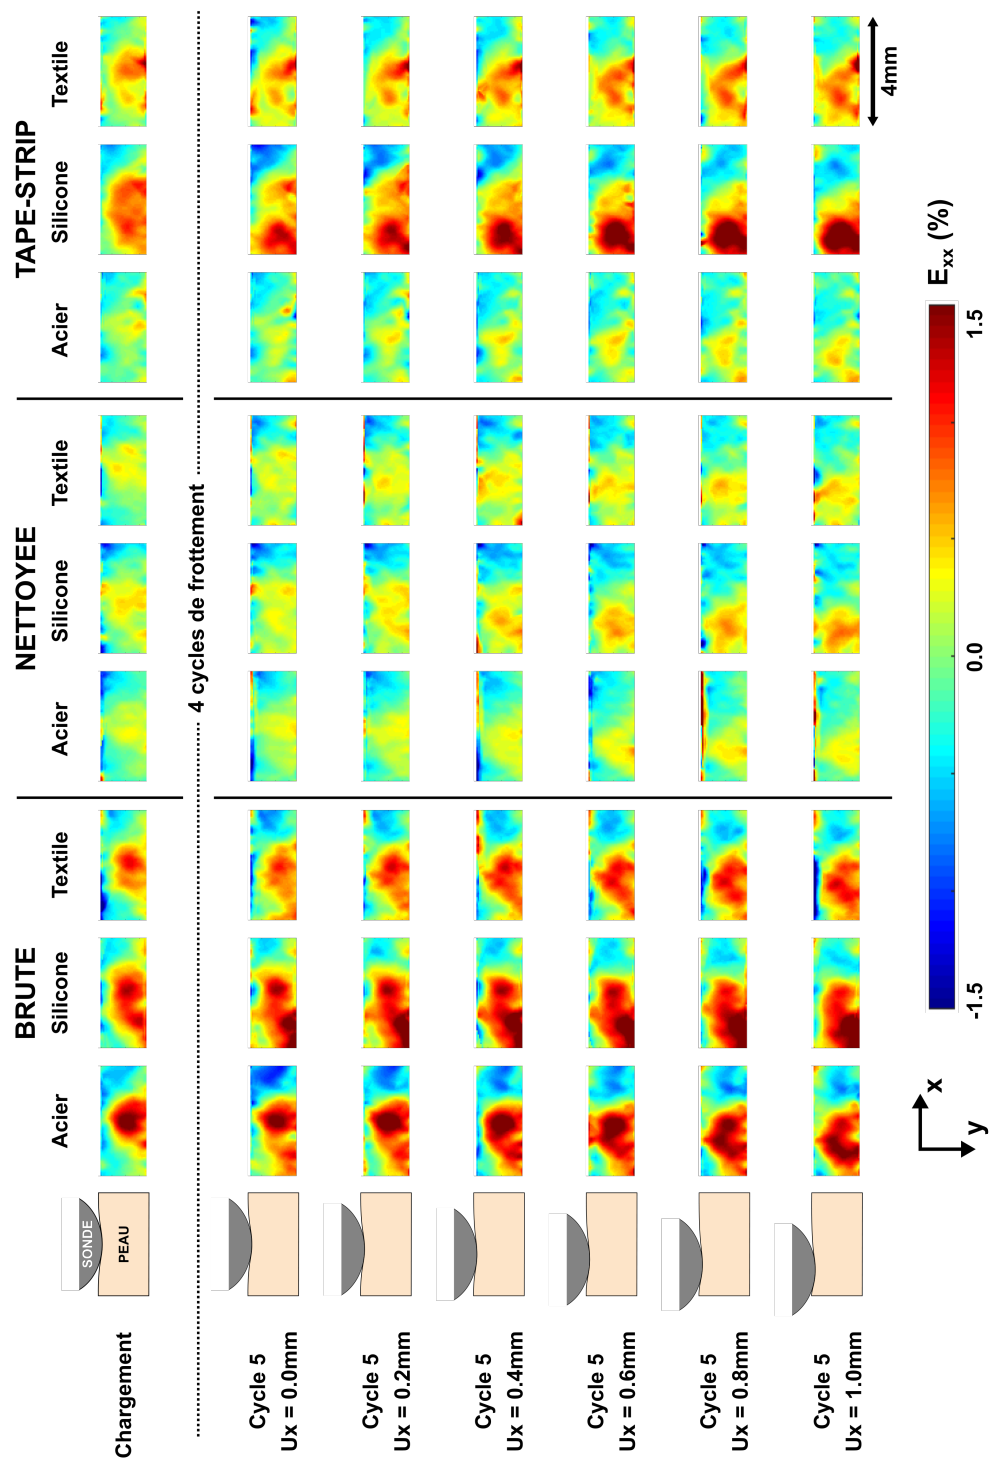 BRUTE
NETTOYEE
TAPE-STRIP
Acier
Silicone
Textile
Acier
Silicone
Textile
Acier
Silicone
Textile
Chargement
SONDE
PEAU
4 cycles de frottement
Cycle 5
Ux = 0.0mm
Cycle 5
Ux = 0.2mm
Cycle 5
Ux = 0.4mm
Cycle 5
Ux = 0.6mm
Cycle 5
Ux = 0.8mm
Cycle 5
Ux = 1.0mm
4mm
x
y
-1.5
0.0
1.5
Exx (%)